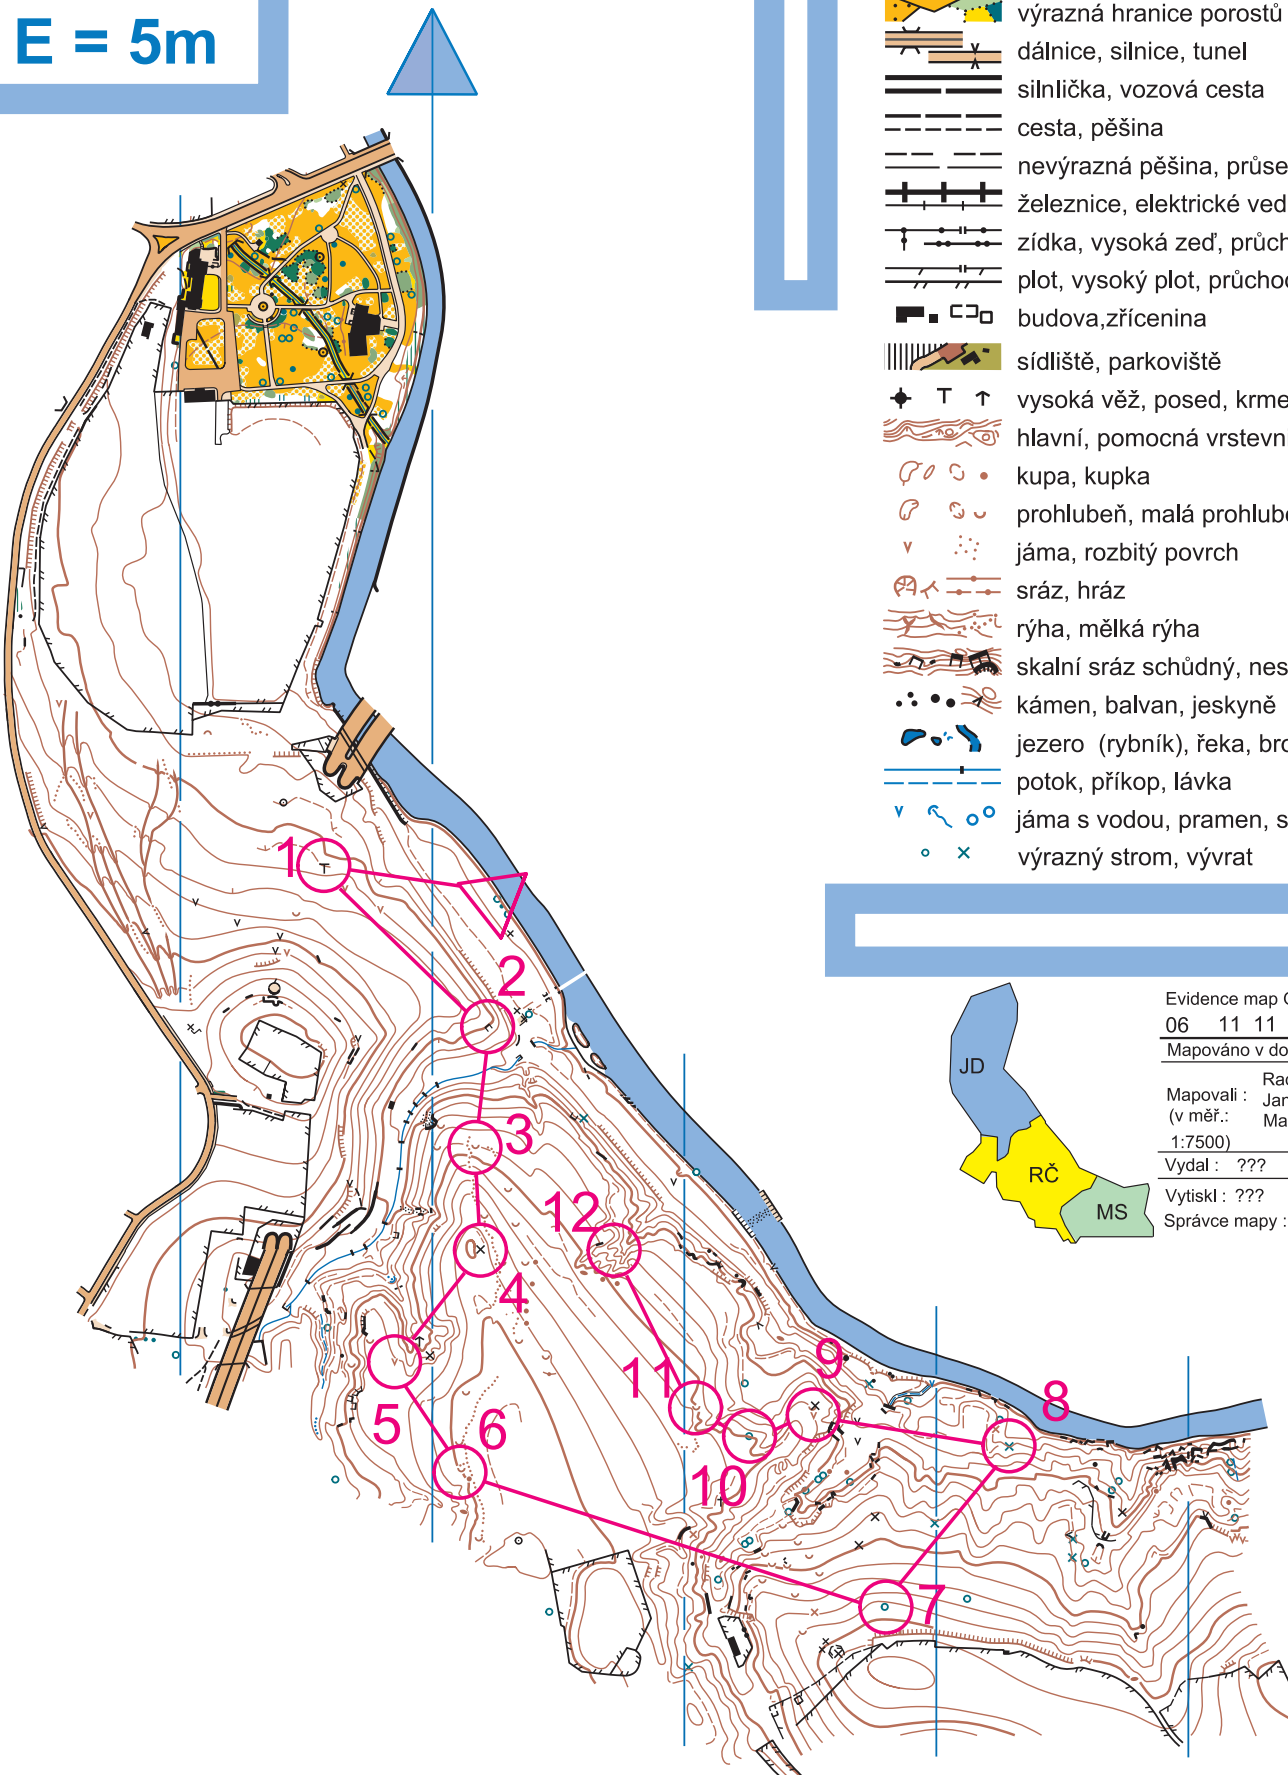 E = 5m
výrazná hranice porostů
dálnice, silnice, tunel
silnlička, vozová cesta
cesta, pěšina
nevýrazná pěšina, průse
železnice, elektrické ved
zídka, vysoká zeď, průch
plot, vysoký plot, průchod
budova,zřícenina
sídliště, parkoviště
vysoká věž, posed, krme
hlavní, pomocná vrstevn
kupa, kupka
prohlubeň, malá prohlube
jáma, rozbitý povrch
sráz, hráz
rýha, mělká rýha
skalní sráz schůdný, nes
kámen, balvan, jeskyně
jezero (rybník), řeka, bro
potok, příkop, lávka
jáma s vodou, pramen, s
výrazný strom, vývrat
1
2
3
12
4
11
9
5
6
10
8
7
JD
RČ
MS
Evidence map
06 11 11
Mapováno v do
Mapovali :
(v měř.:
1:7500)
Jan
Ma
Vydal : ???
Vytiskl : ???
Správce mapy :